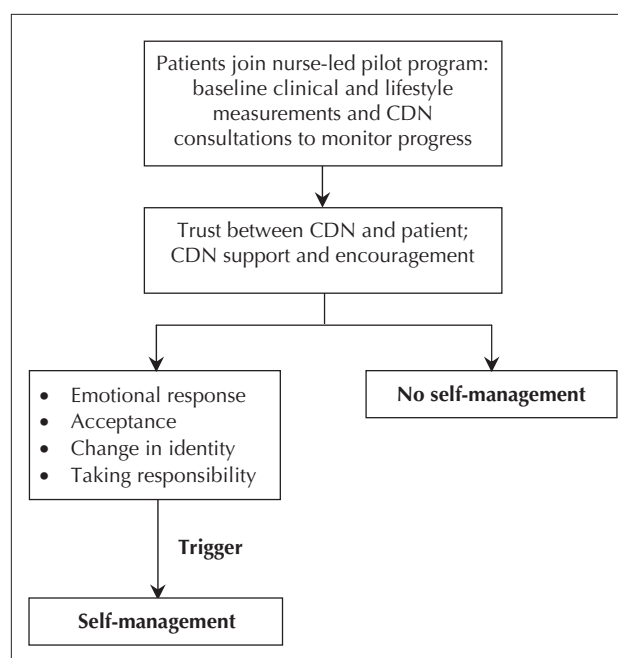 Patients join nurse-led pilot program:
baseline clinical and lifestyle
measurements and CDN
consultations to monitor progress
Trust between CDN and patient;
CDN support and encouragement
• Emotional response
• Acceptance
• Change in identity
• Taking responsibility
No self-management
Trigger
Self-management